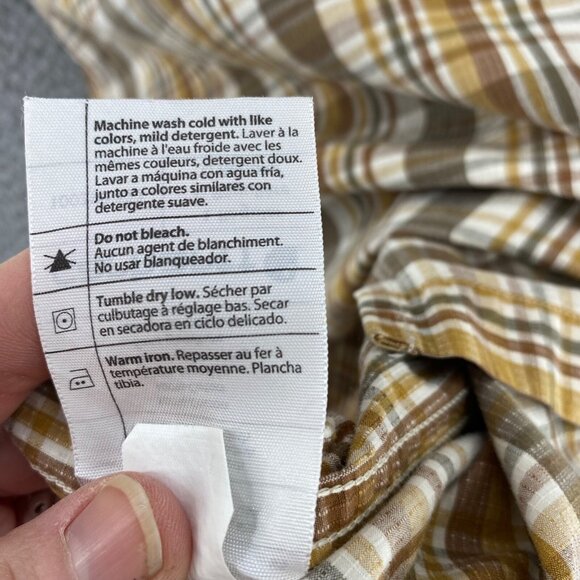 Machine wash cold with like
colors, mild detergent. Laver à la
machine à l'eau froide avec les
mêmes couleurs, detergent doux.
Lavar a máquina con agua fría,
junto a colores similares con
detergente suave.
Do not bleach.
Aucun agent de blanchiment.
No usar blanqueador.
Tumble dry low. Sécher par
culbutage à réglage bas. Secar
en secadora en ciclo delicado.
Warm iron. Repasser au fer à
température moyenne. Plancha
tibia.